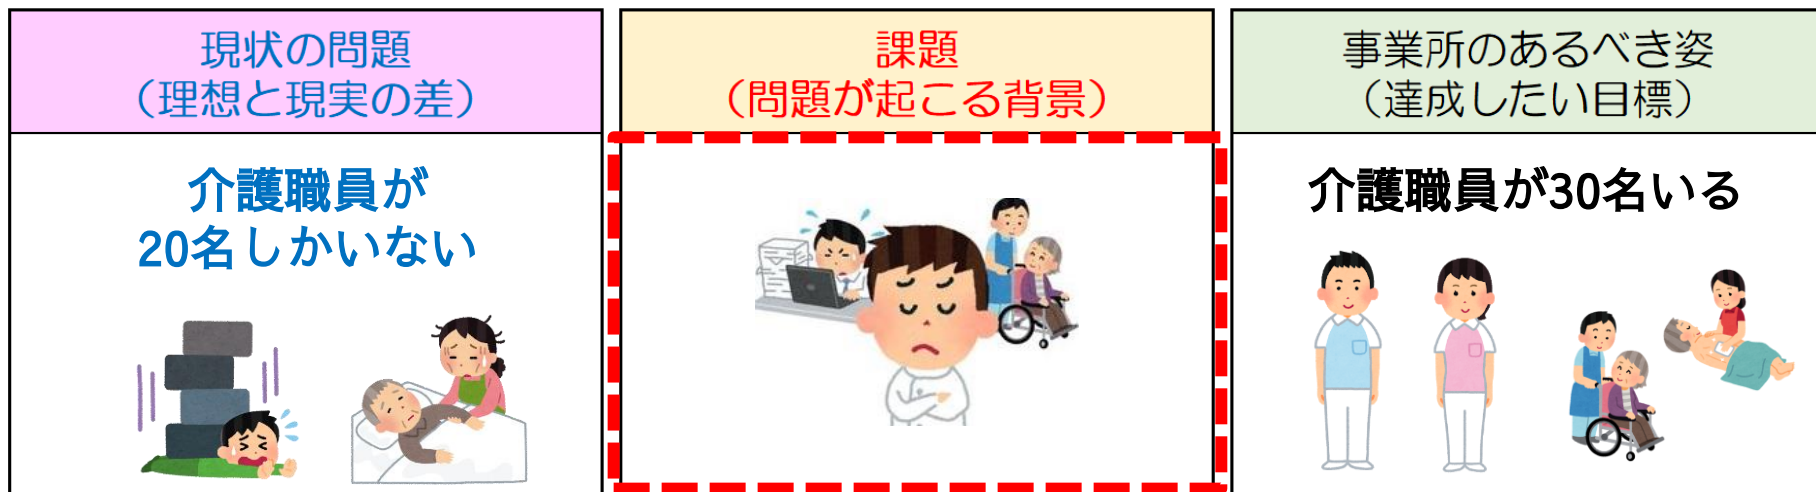 現状の問題
（理想と現実の差）
介護職員が
20名しかいない
課題
（問題が起こる背景）
事業所のあるべき姿
（達成したい目標）
介護職員が30名いる